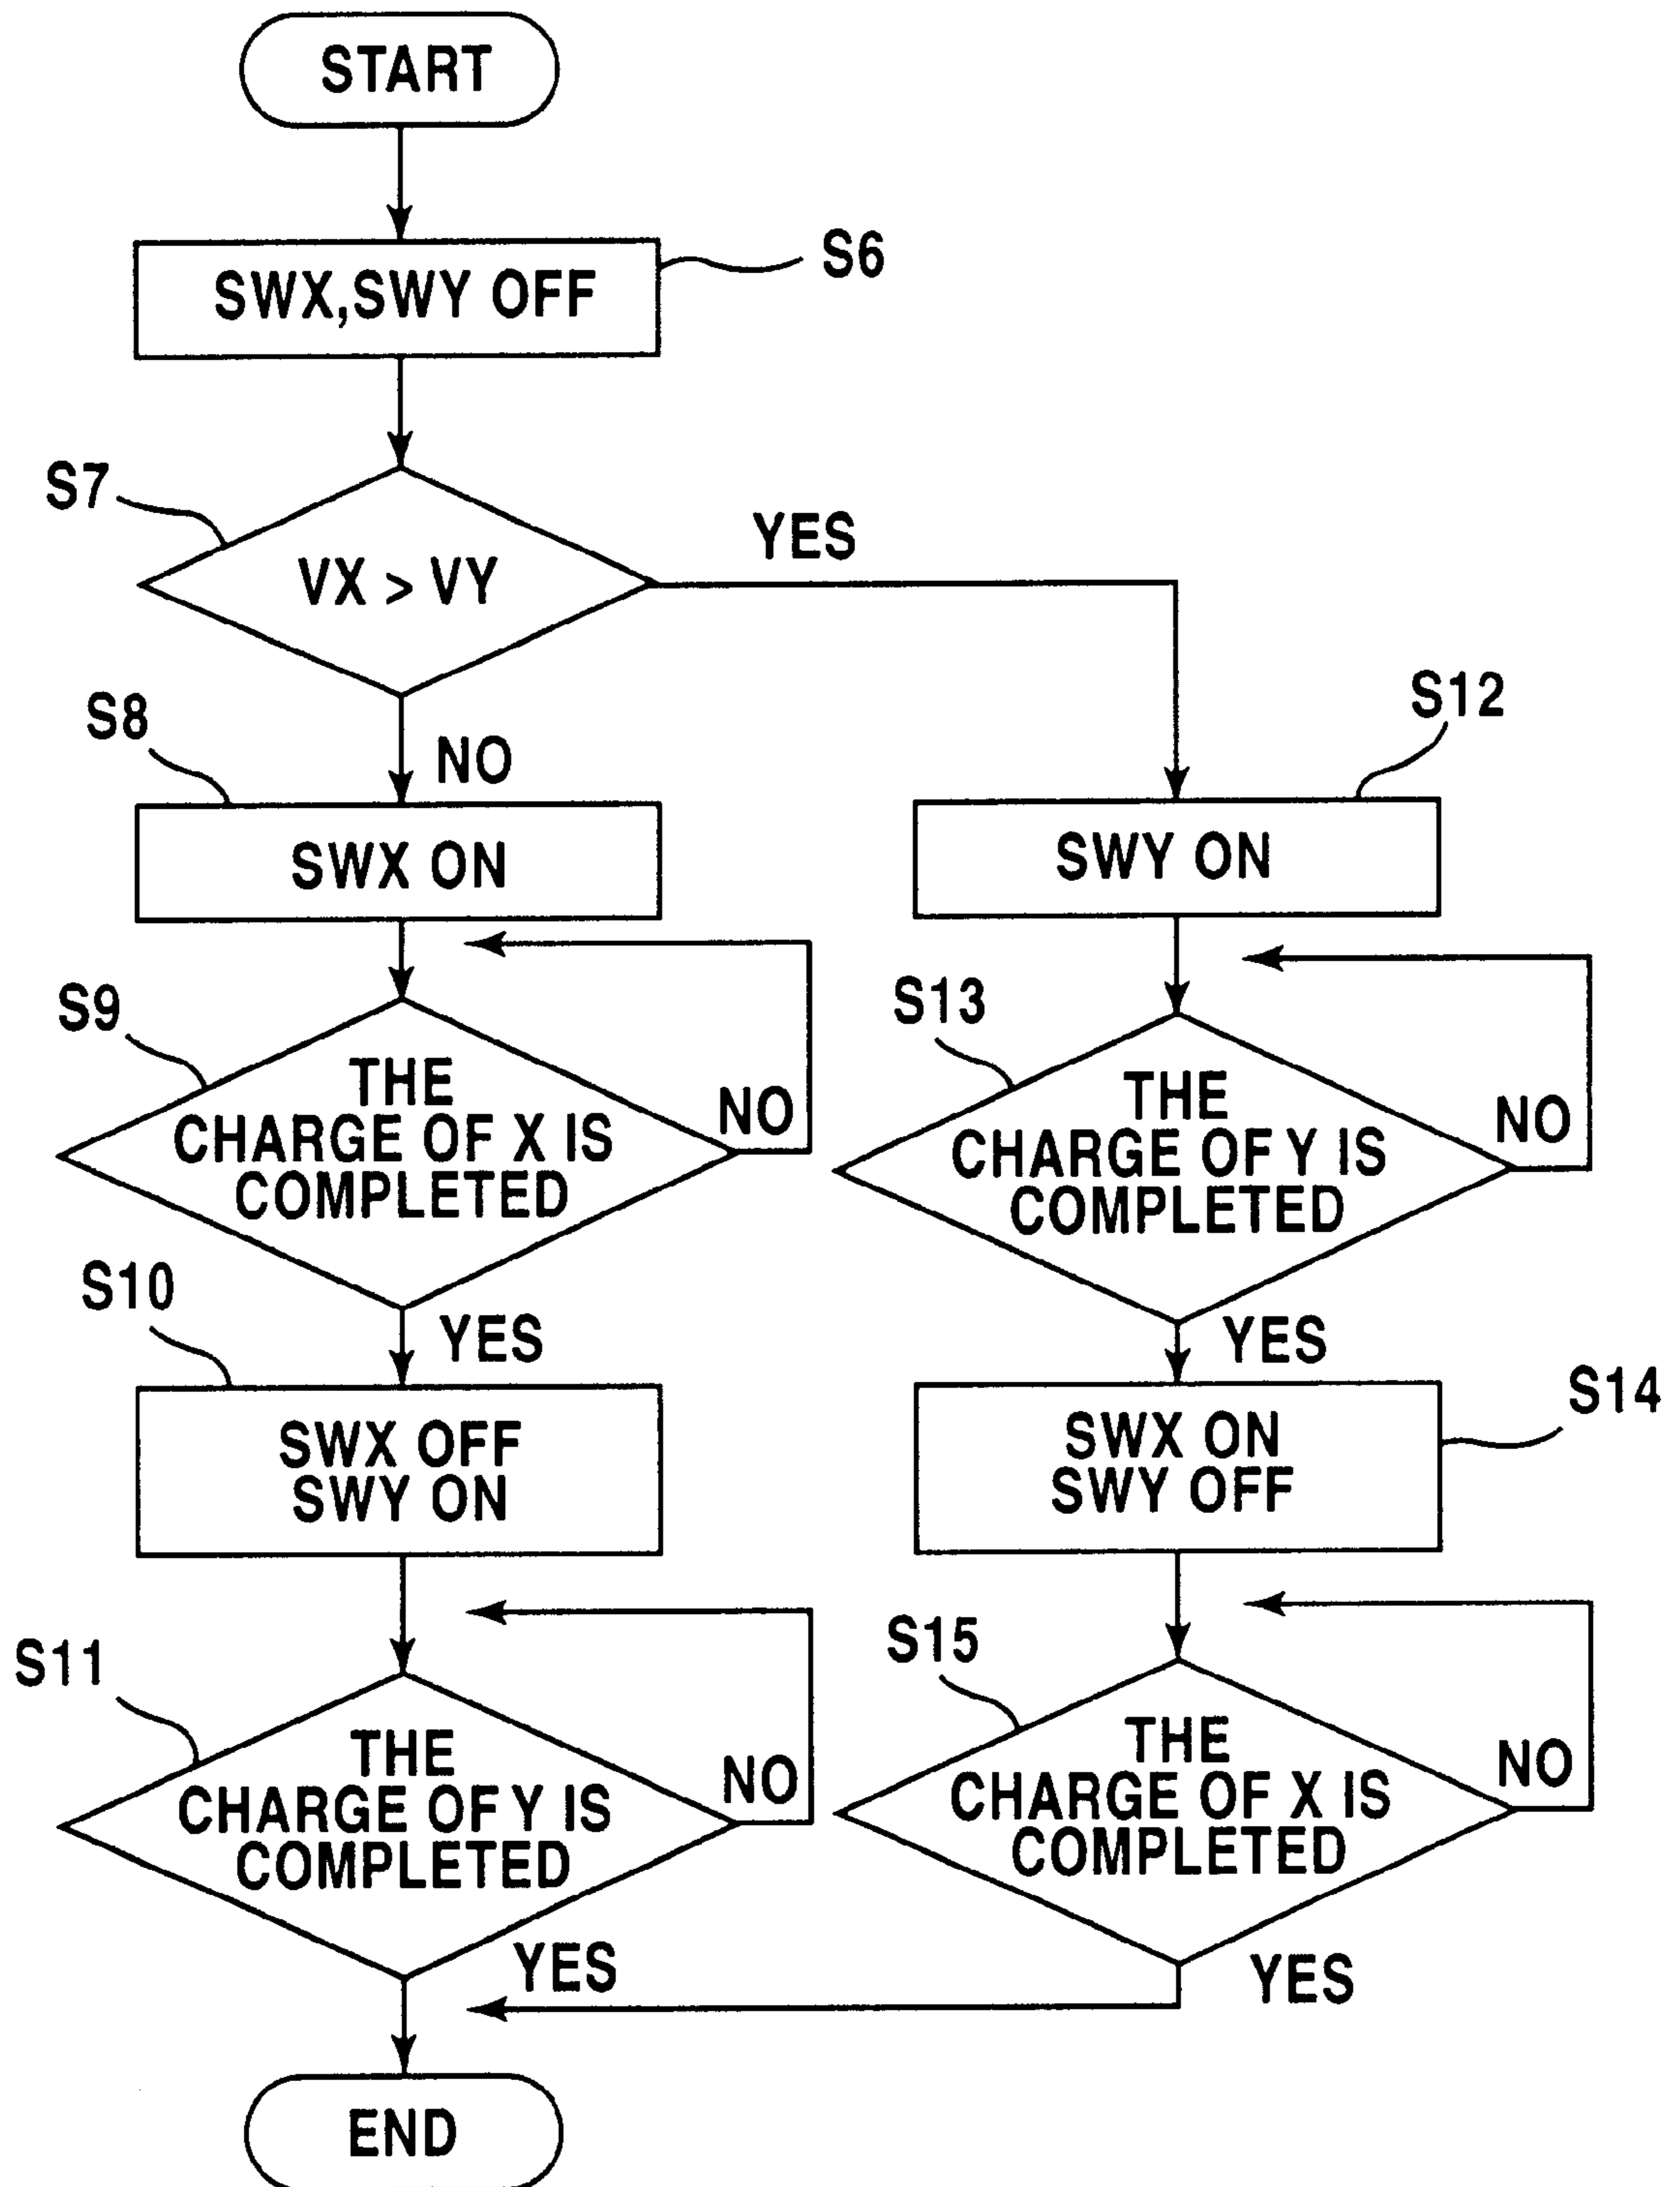 START
S6
SWX,SWY OFF
S7
YES
VX > VY
S8
NO
S12
SWX ON
SWY ON
S9
THE
CHARGE OF X IS
COMPLETED
NO
S13
THE
CHARGE OF Y IS
COMPLETED
NO
S10
YES
YES
S14
SWX OFF
SWY ON
SWX ON
SWY OFF
S11
THE
CHARGE OF Y IS
COMPLETED
NO
S15
THE
CHARGE OF X IS
COMPLETED
NO
YES
YES
END